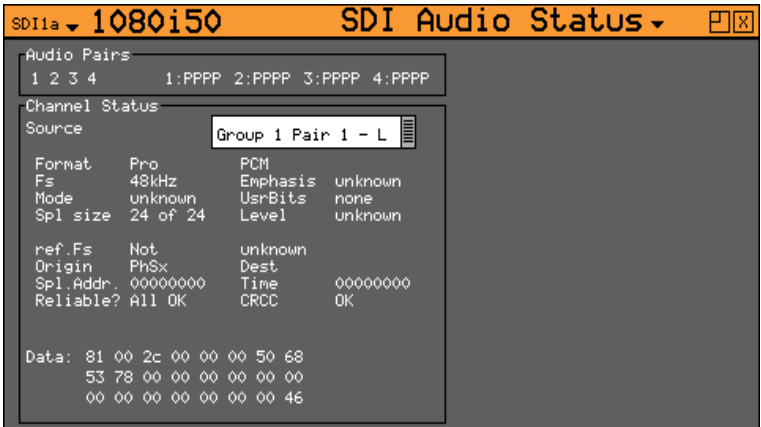 SDI1a 1080i50 SDI Audio Status
Audio Pairs
1 2 3 4 1:PPPP 2:PPPP 3:PPPP 4:PPPP
Channel Status
Source Group 1 Pair 1 - L
Format Pro PCM
Fs 48kHz Emphasis unknown
Mode unknown UsrBits none
Spl size 24 of 24 Level unknown
ref.Fs Not unknown
Origin PhSx Dest
Spl.Addr. 00000000 Time 00000000
Reliable? All OK CRCC OK
Data: 81 00 2c 00 00 00 50 68
53 78 00 00 00 00 00 00
00 00 00 00 00 00 00 46